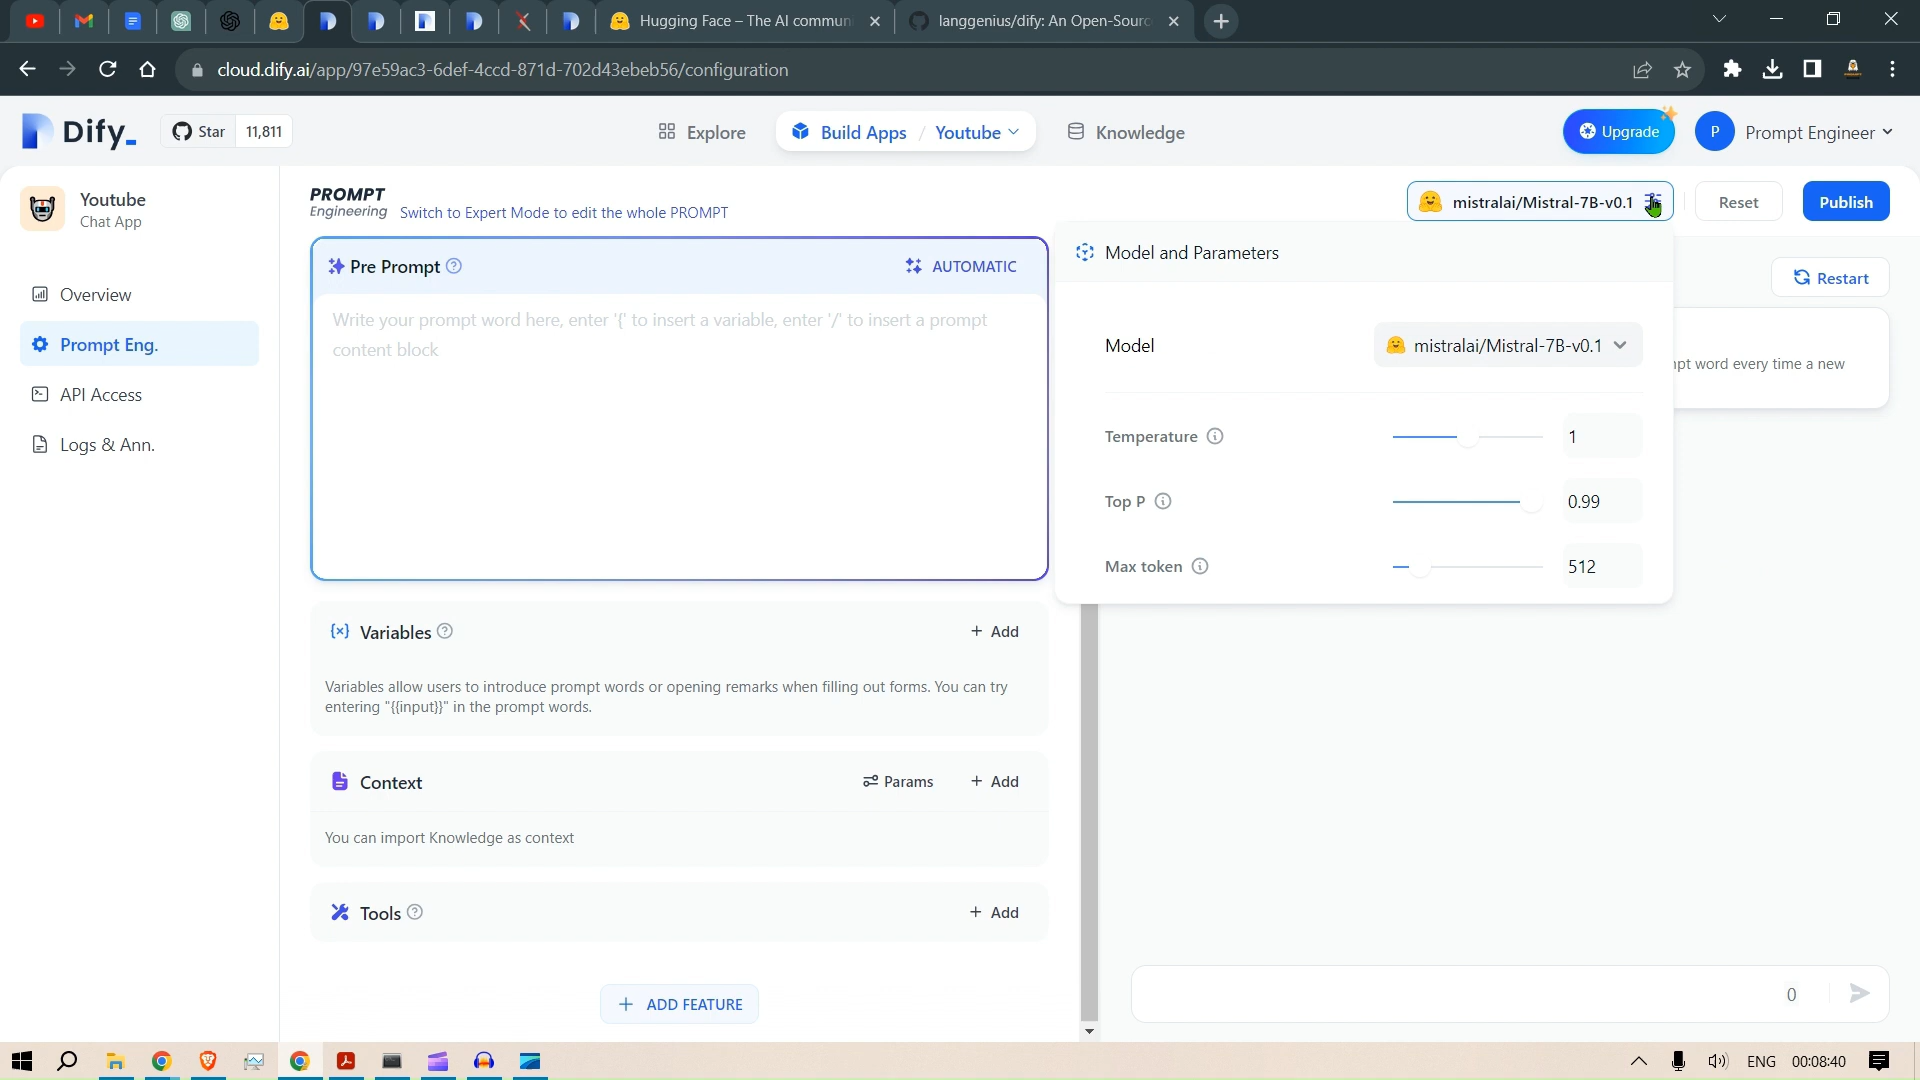 Hugging Face – The AI commun
langgenius/dify: An Open-Sourc
cloud.dify.ai/app/97e59ac3-6def-4ccd-871d-702d43ebeb56/configuration
Dify_
Star 11,811
Explore
Build Apps / Youtube
Knowledge
Upgrade
P Prompt Engineer
Youtube
Chat App
Overview
Prompt Eng.
API Access
Logs & Ann.
PROMPT
Engineering Switch to Expert Mode to edit the whole PROMPT
mistralai/Mistral-7B-v0.1
Reset
Publish
Pre Prompt
AUTOMATIC
Write your prompt word here, enter '{' to insert a variable, enter '/' to insert a prompt
content block
Model and Parameters
Restart
Model mistralai/Mistral-7B-v0.1
word every time a new
Temperature 1
Top P 0.99
Max token 512
Variables + Add
Variables allow users to introduce prompt words or opening remarks when filling out forms. You can try
entering "{{input}}" in the prompt words.
Context Params + Add
You can import Knowledge as context
Tools + Add
+ ADD FEATURE
0
ENG 00:08:40